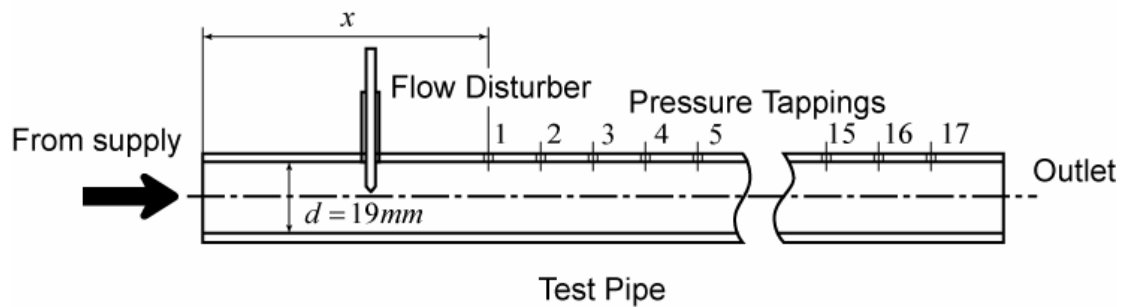 x
Flow Disturber
Pressure Tappings
From supply
1 2 3 4 5 15 16 17
Outlet
d = 19mm
Test Pipe